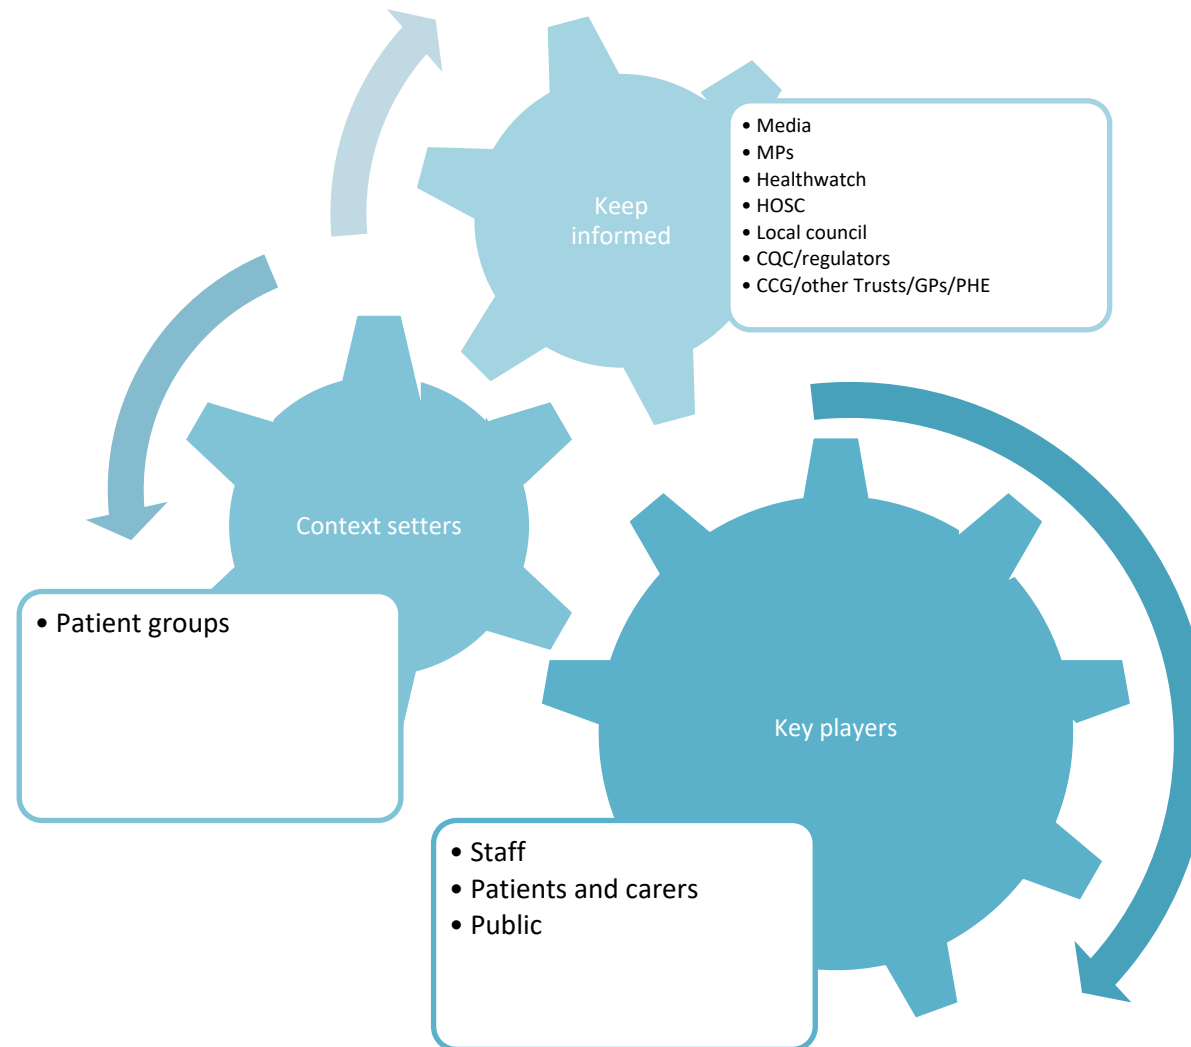 Keep
informed
• Media
• MPs
• Healthwatch
• HOSC
• Local council
• CQC/regulators
• CCG/other Trusts/GPs/PHE
Context setters
• Patient groups
Key players
• Staff
• Patients and carers
• Public